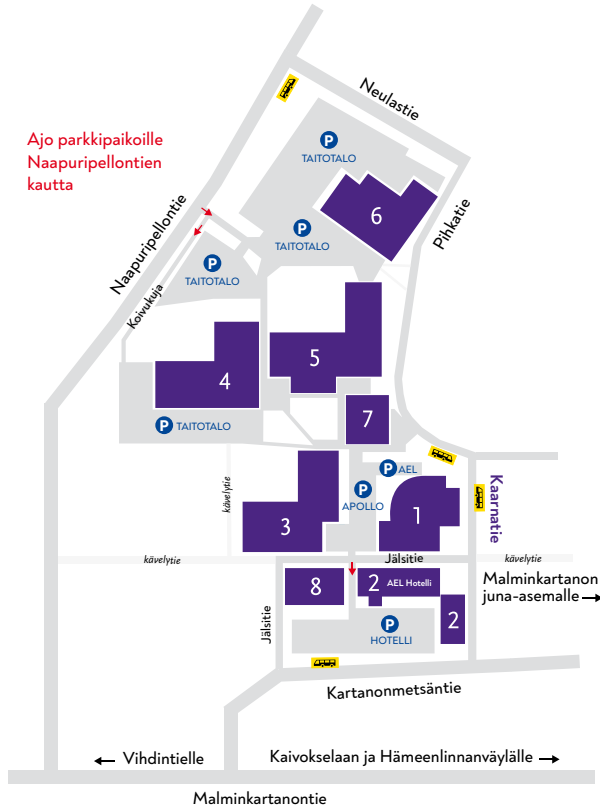 Neulastie
P
TAITOTALO
Ajo parkkipaikoille
Naapuripellontien
kautta
6
P
TAITOTALO
Pihkatie
Naapuripellontie
P
TAITOTALO
Koivukuja
5
4
7
P TAITOTALO
P AEL
P
APOLLO
Kaarnatie
kävelytie
3
1
kävelytie
Jälsitie
kävelytie
8
2 AEL Hotelli
Malminkartanon
juna-asemalle
Jälsitie
2
P
HOTELLI
Kartanonmetsäntie
Vihdintielle
Kaivokselaan ja Hämeenlinnanväylälle
Malminkartanontie